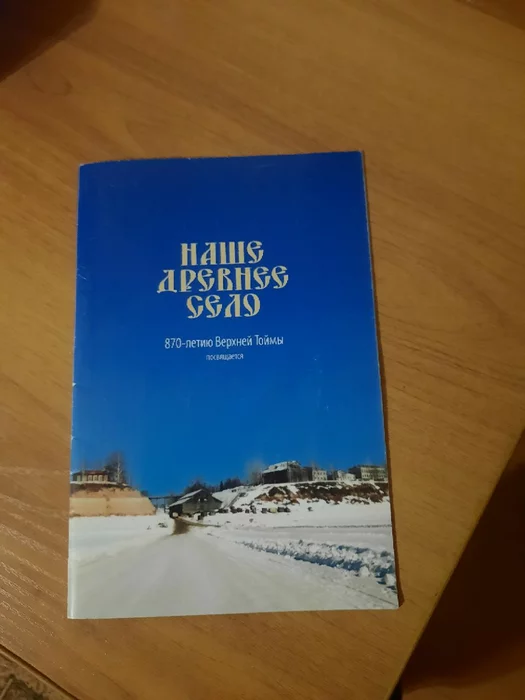 НАШЕ
ДРЕВНЕЕ
СЕЛО
870-летию Верхней Тоймы
посвящается